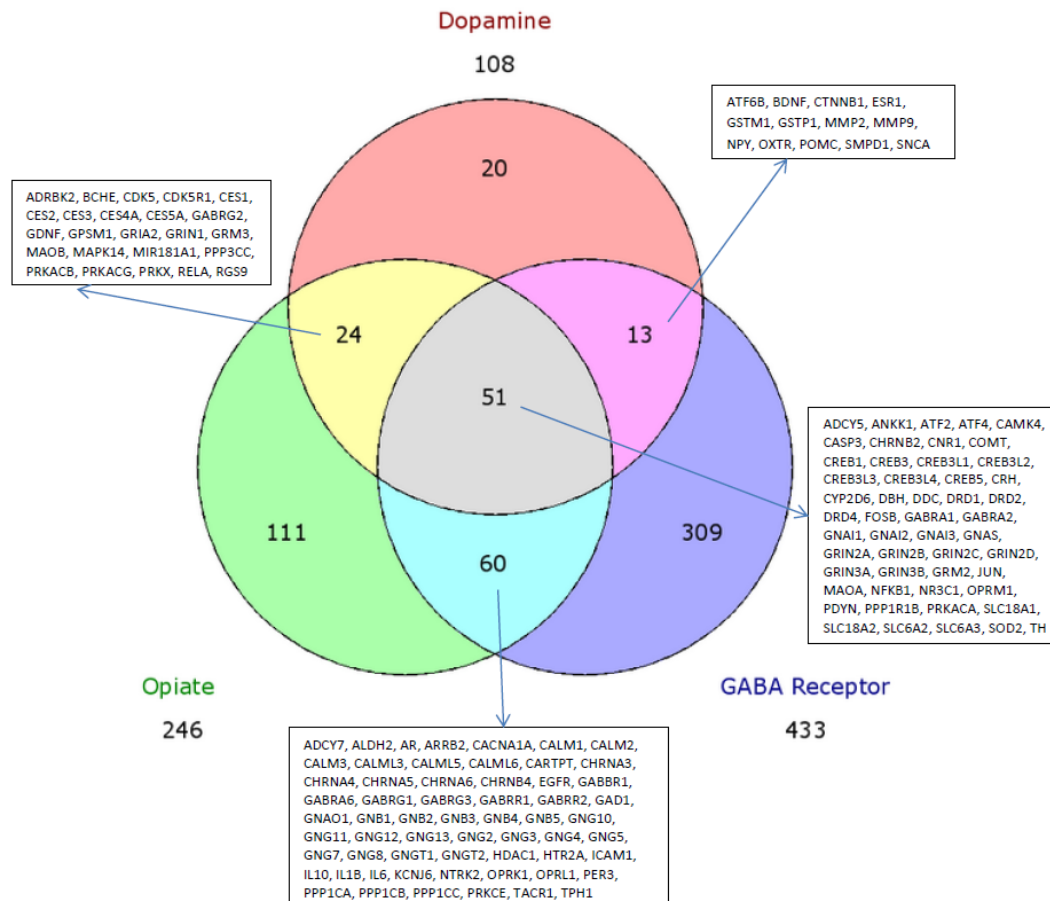 Dopamine
108
ATF6B, BDNF, CTNNB1, ESR1,
GSTM1, GSTP1, MMP2, MMP9,
NPY, OXTR, POMC, SMPD1, SNCA
20
ADRBK2, BCHE, CDK5, CDK5R1, CES1,
CES2, CES3, CES4A, CES5A, GABRG2,
GDNF, GPSM1, GRIA2, GRIN1, GRM3,
MAOB, MAPK14, MIR181A1, PPP3CC,
PRKACB, PRKACG, PRKX, RELA, RGS9
24
13
51
ADCY5, ANKK1, ATF2, ATF4, CAMK4,
CASP3, CHRNB2, CNR1, COMT,
CREB1, CREB3, CREB3L1, CREB3L2,
CREB3L3, CREB3L4, CREB5, CRH,
CYP2D6, DBH, DDC, DRD1, DRD2,
DRD4, FOSB, GABRA1, GABRA2,
GNAI1, GNAI2, GNAI3, GNAS,
GRIN2A, GRIN2B, GRIN2C, GRIN2D,
GRIN3A, GRIN3B, GRM2, JUN,
MAOA, NFKB1, NR3C1, OPRM1,
PDYN, PPP1R1B, PRKACA, SLC18A1,
SLC18A2, SLC6A2, SLC6A3, SOD2, TH
111
60
309
Opiate
246
GABA Receptor
433
ADCY7, ALDH2, AR, ARRB2, CACNA1A, CALM1, CALM2,
CALM3, CALML3, CALML5, CALML6, CARTPT, CHRNA3,
CHRNA4, CHRNA5, CHRNA6, CHRNB4, EGFR, GABBR1,
GABRA6, GABRG1, GABRG3, GABRR1, GABRR2, GAD1,
GNAO1, GNB1, GNB2, GNB3, GNB4, GNB5, GNG10,
GNG11, GNG12, GNG13, GNG2, GNG3, GNG4, GNG5,
GNG7, GNG8, GNGT1, GNGT2, HDAC1, HTR2A, ICAM1,
IL10, IL1B, IL6, KCNJ6, NTRK2, OPRK1, OPRL1, PER3,
PPP1CA, PPP1CB, PPP1CC, PRKCE, TACR1, TPH1